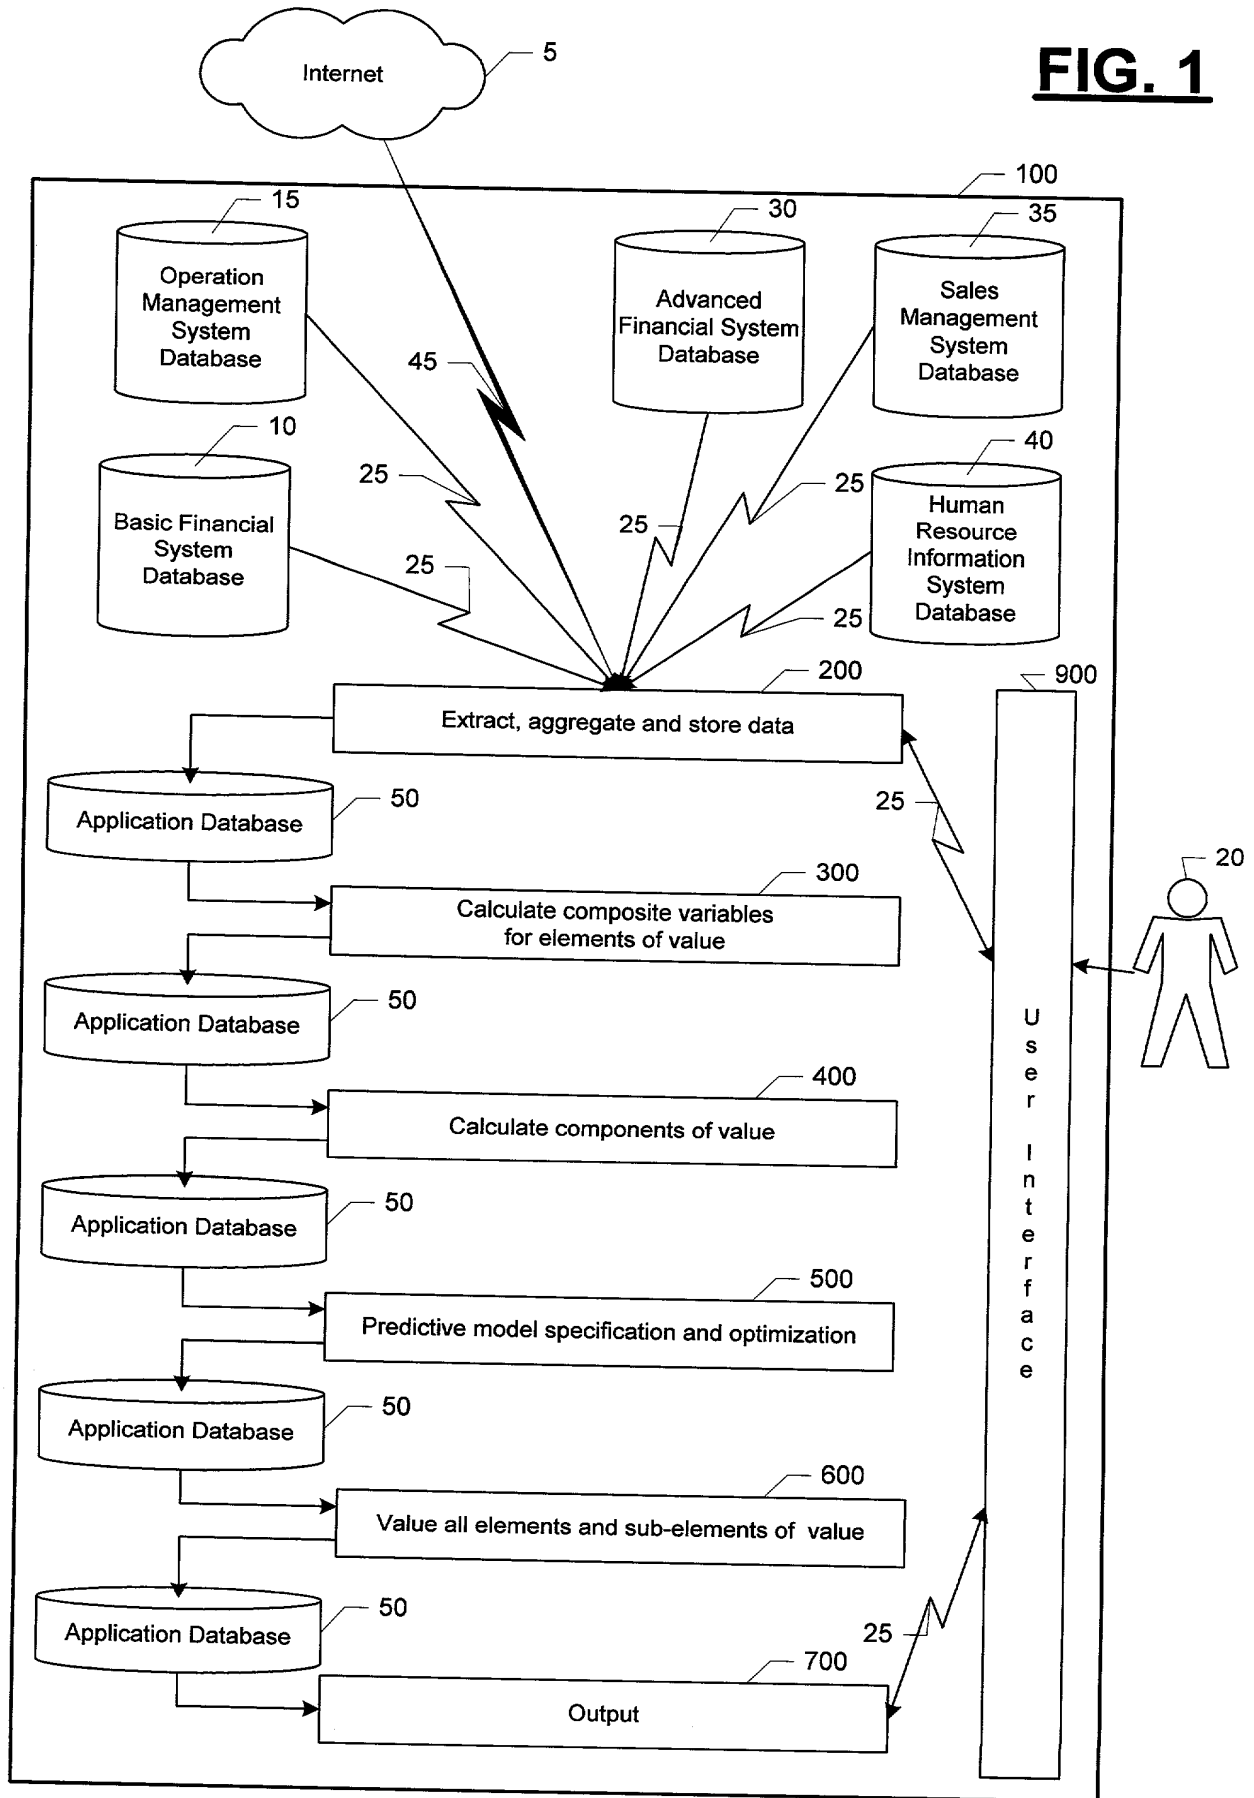 FIG. 1
Internet
5
100
15
Operation
Management
System
Database
30
Advanced
Financial System
Database
35
Sales
Management
System
Database
45
10
Basic Financial
System
Database
25
25
25
25
40
Human
Resource
Information
System
Database
25
200
Extract, aggregate and store data
900
User Interface
25
50
Application Database
20
300
Calculate composite variables
for elements of value
50
Application Database
400
Calculate components of value
50
Application Database
500
Predictive model specification and optimization
50
Application Database
600
Value all elements and sub-elements of value
50
Application Database
25
700
Output